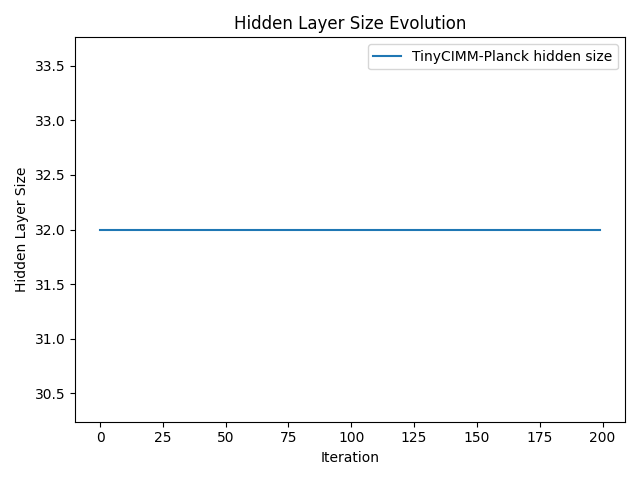 Hidden Layer Size Evolution
TinyCIMM-Planck hidden size
33.5
33.0
32.5
32.0
31.5
31.0
30.5
Hidden Layer Size
0 25 50 75 100 125 150 175 200
Iteration